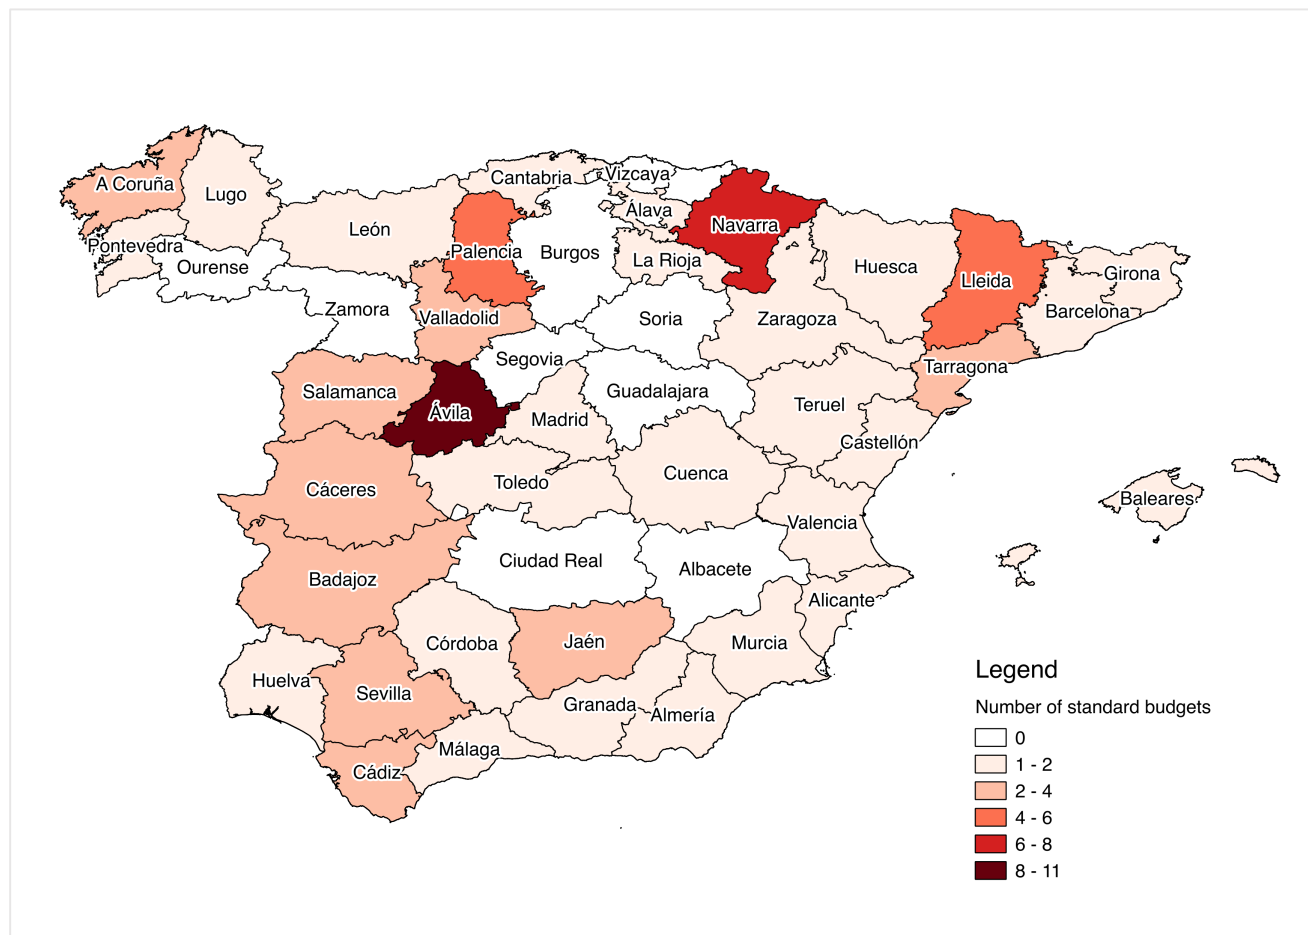 A Coruña
Lugo
Cantabria
Vizcaya
Álava
León
Navarra
Pontevedra
Palencia
Burgos
La Rioja
Ourense
Huesca
Lleida
Girona
Zamora
Valladolid
Soria
Zaragoza
Barcelona
Segovia
Tarragona
Salamanca
Guadalajara
Ávila
Madrid
Teruel
Castellón
Cáceres
Toledo
Cuenca
Baleares
Valencia
Badajoz
Ciudad Real
Albacete
Alicante
Córdoba
Jaén
Murcia
Huelva
Sevilla
Granada
Almería
Málaga
Cádiz
Legend
Number of standard budgets
0
1 - 2
2 - 4
4 - 6
6 - 8
8 - 11